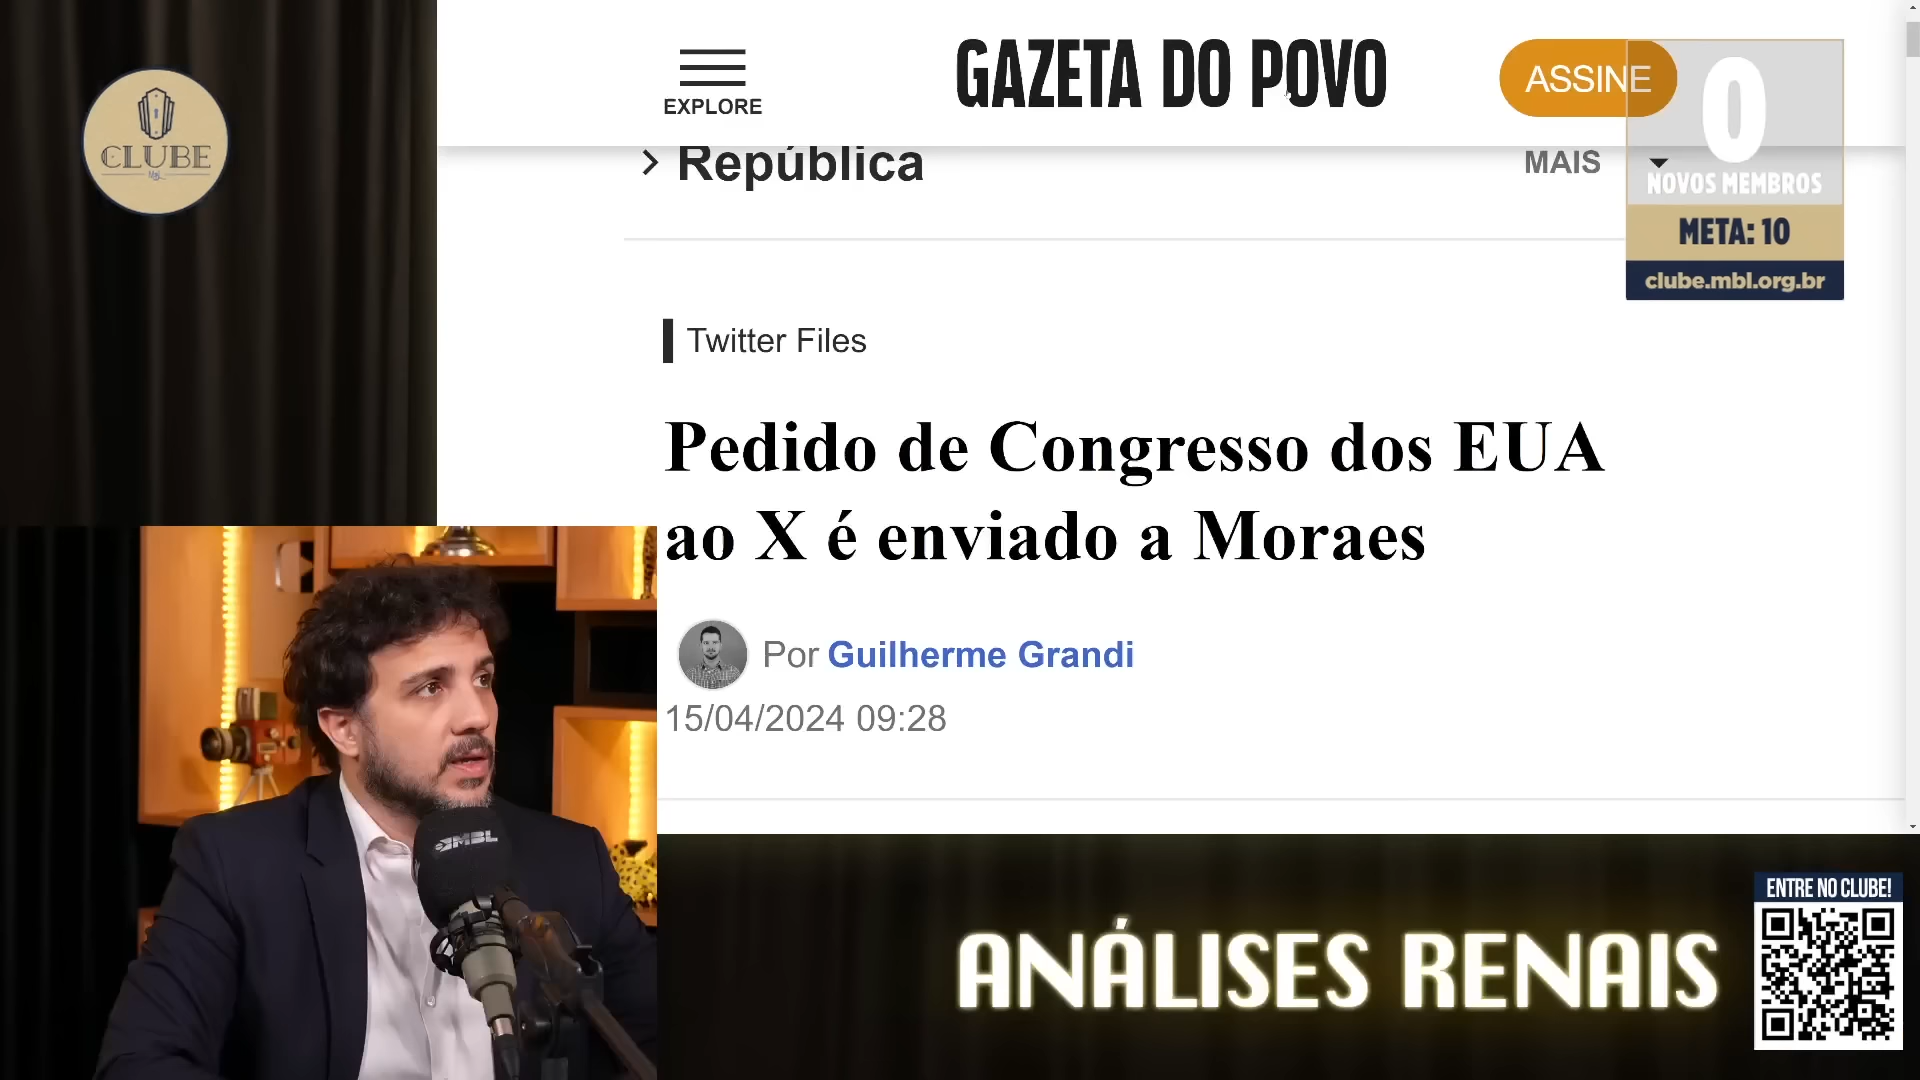 CLUBE
MBL
EXPLORE
GAZETA DO POVO
ASSINE
0
NOVOS MEMBROS
META: 10
clube.mbl.org.br
República
MAIS
Twitter Files
Pedido de Congresso dos EUA
ao X é enviado a Moraes
Por Guilherme Grandi
15/04/2024 09:28
MBL
ANÁLISES RENAIS
ENTRE NO CLUBE!